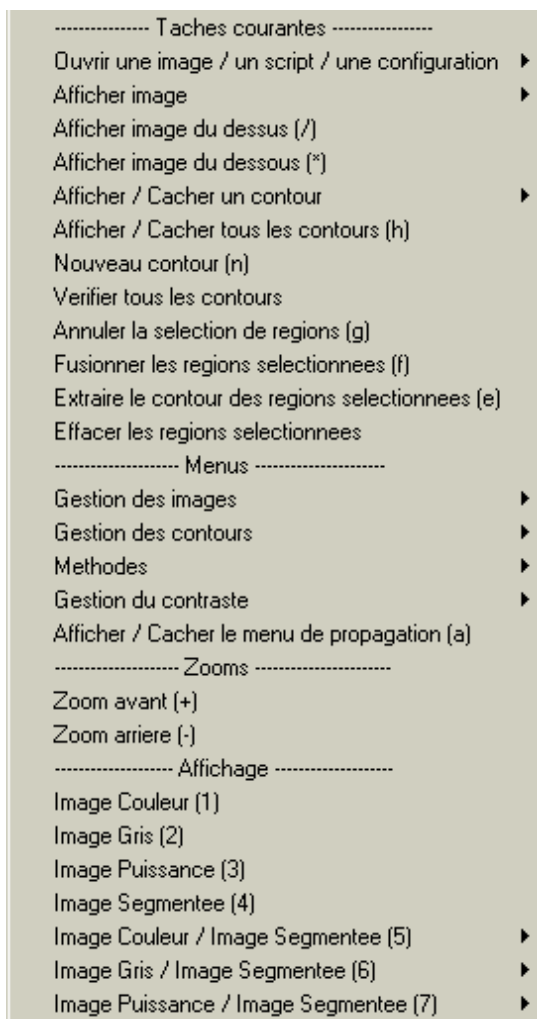 ---------------- Taches courantes -----------------
Ouvrir une image / un script / une configuration
Afficher image
Afficher image du dessus (/)
Afficher image du dessous (*)
Afficher / Cacher un contour
Afficher / Cacher tous les contours (h)
Nouveau contour (n)
Verifier tous les contours
Annuler la selection de regions (g)
Fusionner les regions selectionnees (f)
Extraire le contour des regions selectionnees (e)
Effacer les regions selectionnees
--------------------- Menus ----------------------
Gestion des images
Gestion des contours
Methodes
Gestion du contraste
Afficher / Cacher le menu de propagation (a)
--------------------- Zooms -----------------------
Zoom avant (+)
Zoom arriere (-)
-------------------- Affichage --------------------
Image Couleur (1)
Image Gris (2)
Image Puissance (3)
Image Segmentee (4)
Image Couleur / Image Segmentee (5)
Image Gris / Image Segmentee (6)
Image Puissance / Image Segmentee (7)